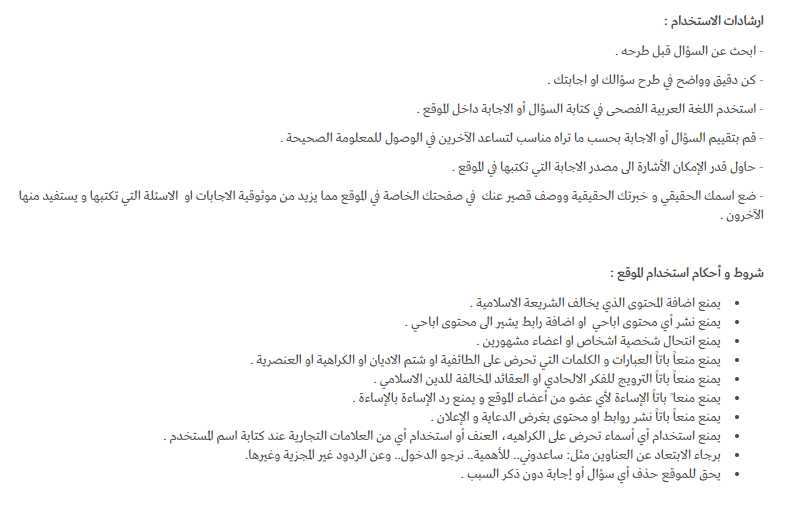 ارشادات الاستخدام :
- ابحث عن السؤال قبل طرحه .
- كن دقيق وواضح في طرح سؤالك او اجابتك .
- استخدم اللغة العربية الفصحى في كتابة السؤال أو الاجابة داخل الموقع .
- قم بتقييم السؤال أو الاجابة بحسب ما تراه مناسب لتساعد الآخرين في الوصول للمعلومة الصحيحة .
- حاول قدر الإمكان الأشارة الى مصدر الاجابة التي تكتبها في الموقع .
- ضع اسمك الحقيقي و خبرتك الحقيقية ووصف قصير عنك في صفحتك الخاصة في الموقع مما يزيد من موثوقية الاجابات او الاسئلة التي تكتبها و يستفيد منها
الآخرون .
شروط و أحكام استخدام الموقع :
• يمنع اضافة المحتوى الذي يخالف الشريعة الاسلامية .
• يمنع نشر أي محتوى اباحي او اضافة رابط يشير الى محتوى اباحي .
• يمنع انتحال شخصية اشخاص او اعضاء مشهورين .
• يمنع منعاً باتاً العبارات و الكلمات التي تحرض على الطائفية او شتم الاديان او الكراهية او العنصرية .
• يمنع منعاً باتاً الترويج للفكر الالحادي او العقائد المخالفة للدين الاسلامي .
• يمنع منعا ً باتاً الإساءة لأي عضو من أعضاء الموقع و يمنع رد الإساءة بالإساءة .
• يمنع منعاً باتاً نشر روابط او محتوى بغرض الدعاية و الإعلان .
• يمنع استخدام أي أسماء تحرض على الكراهيه، العنف أو استخدام أي من العلامات التجارية عند كتابة اسم المستخدم .
• برجاء الابتعاد عن العناوين مثل: ساعدوني.. للأهمية.. نرجو الدخول.. وعن الردود غير المجزية وغيرها.
• يحق للموقع حذف أي سؤال أو إجابة دون ذكر السبب .